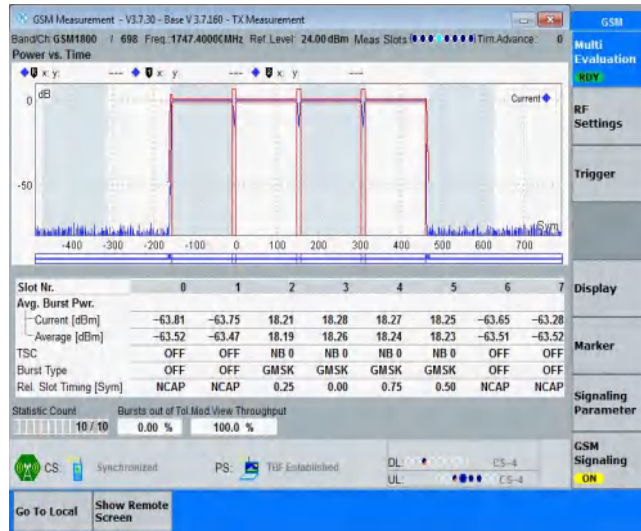 GSM Measurement - V3.7.30 - Base V 3.7.160 - TX Measurement
GSM
Band/Ch: GSM1800 / 698 Freq.: 1747.4000 MHz Ref. Level: 24.00 dBm Meas Slots Tim.Advance: 0
Multi Evaluation
RDY
Power vs. Time
x: y: --- x: y: --- x: y: ---
dB
Current
0
-50
Sym
-400 -300 -200 -100 0 100 200 300 400 500 600 700
RF Settings
Trigger
Slot Nr. 0 1 2 3 4 5 6 7
Avg. Burst Pwr.
Current [dBm] -63.81 -63.75 18.21 18.28 18.27 18.25 -63.65 -63.28
Average [dBm] -63.52 -63.47 18.19 18.26 18.24 18.23 -63.51 -63.52
TSC OFF OFF NB 0 NB 0 NB 0 NB 0 OFF OFF
Burst Type OFF OFF GMSK GMSK GMSK GMSK OFF OFF
Rel. Slot Timing [Sym] NCAP NCAP 0.25 0.00 0.75 0.50 NCAP NCAP
Display
Marker
Signaling Parameter
Statistic Count Bursts out of Tol. Mod.View Throughput
10 / 10 0.00 % 100.0 %
CS: Synchronized PS: TBF Established DL: CS-4
UL: CS-4
GSM Signaling
ON
Go To Local
Show Remote Screen